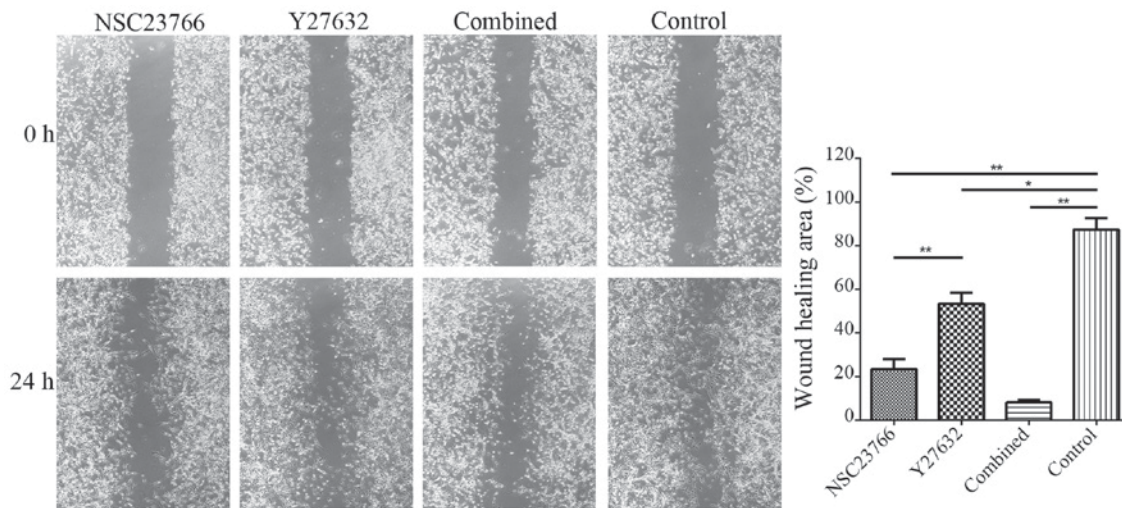 NSC23766 Y27632 Combined Control
0 h
24 h
Wound healing area (%)
120
100
80
60
40
20
0
**
*
**
**
NSC23766
Y27632
Combined
Control